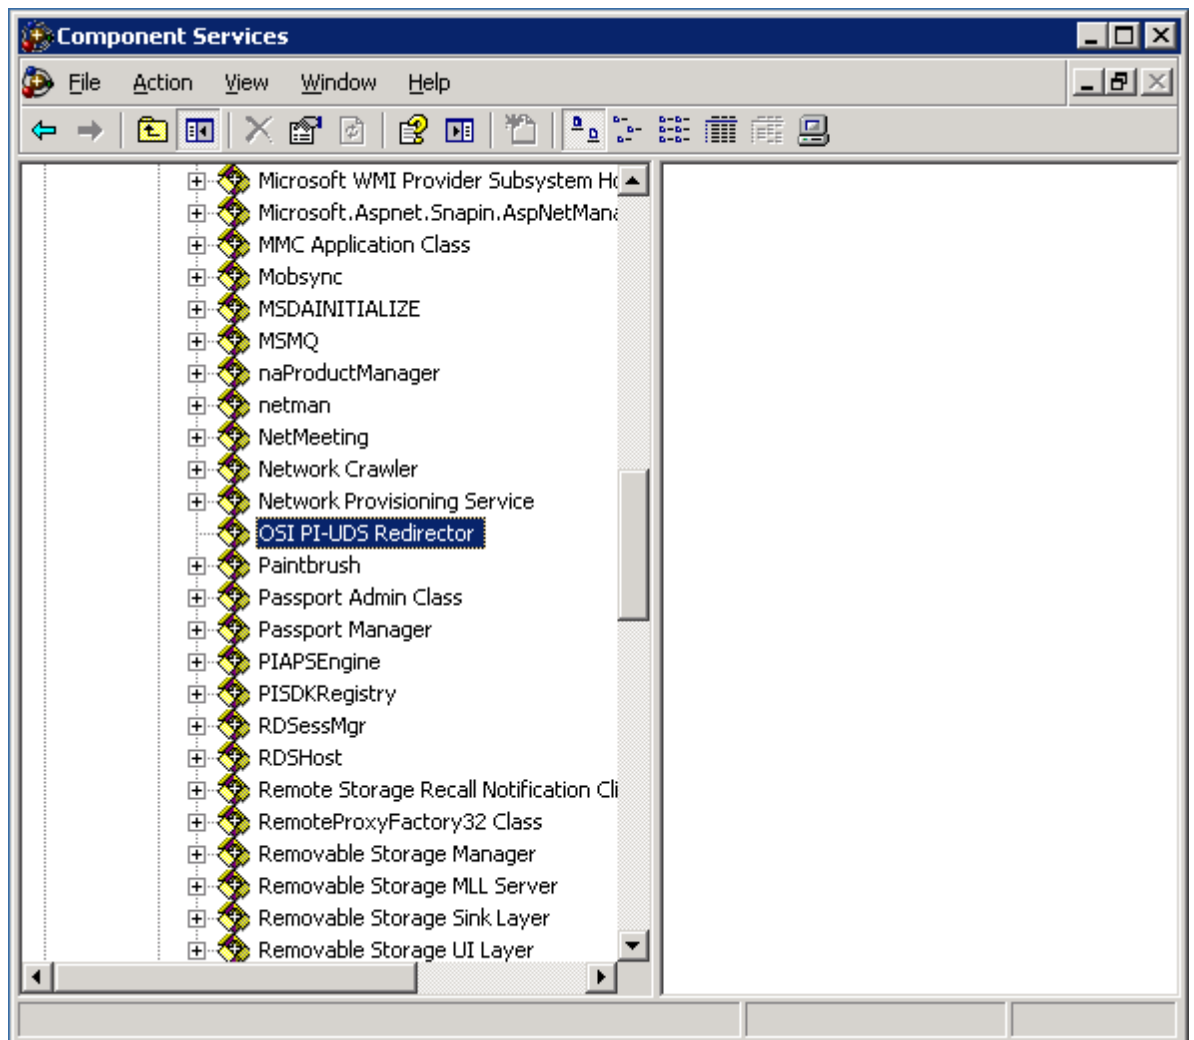 Component Services
File Action View Window Help
Microsoft WMI Provider Subsystem Ho
Microsoft.Aspnet.Snapin.AspNetMana
MMC Application Class
Mobsync
MSDAINITIALIZE
MSMQ
naProductManager
netman
NetMeeting
Network Crawler
Network Provisioning Service
OSI PI-UDS Redirector
Paintbrush
Passport Admin Class
Passport Manager
PIAPSEngine
PISDKRegistry
RDSessMgr
RDSHost
Remote Storage Recall Notification Cli
RemoteProxyFactory32 Class
Removable Storage Manager
Removable Storage MLL Server
Removable Storage Sink Layer
Removable Storage UI Layer